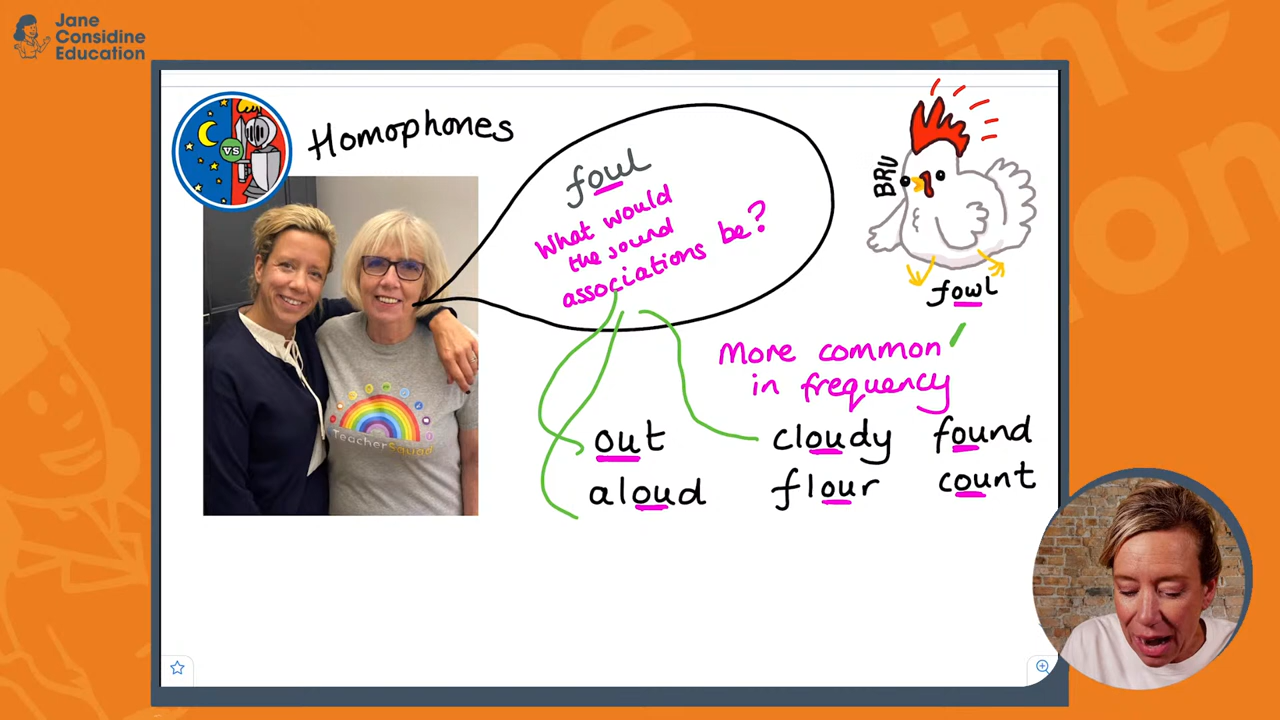 Jane
Considine
Education
VS
Homophones
foul
What would
the sound
associations be?
BRU
fowl
More common
in frequency
out
cloudy
found
aloud
flour
count
TeacherSquad